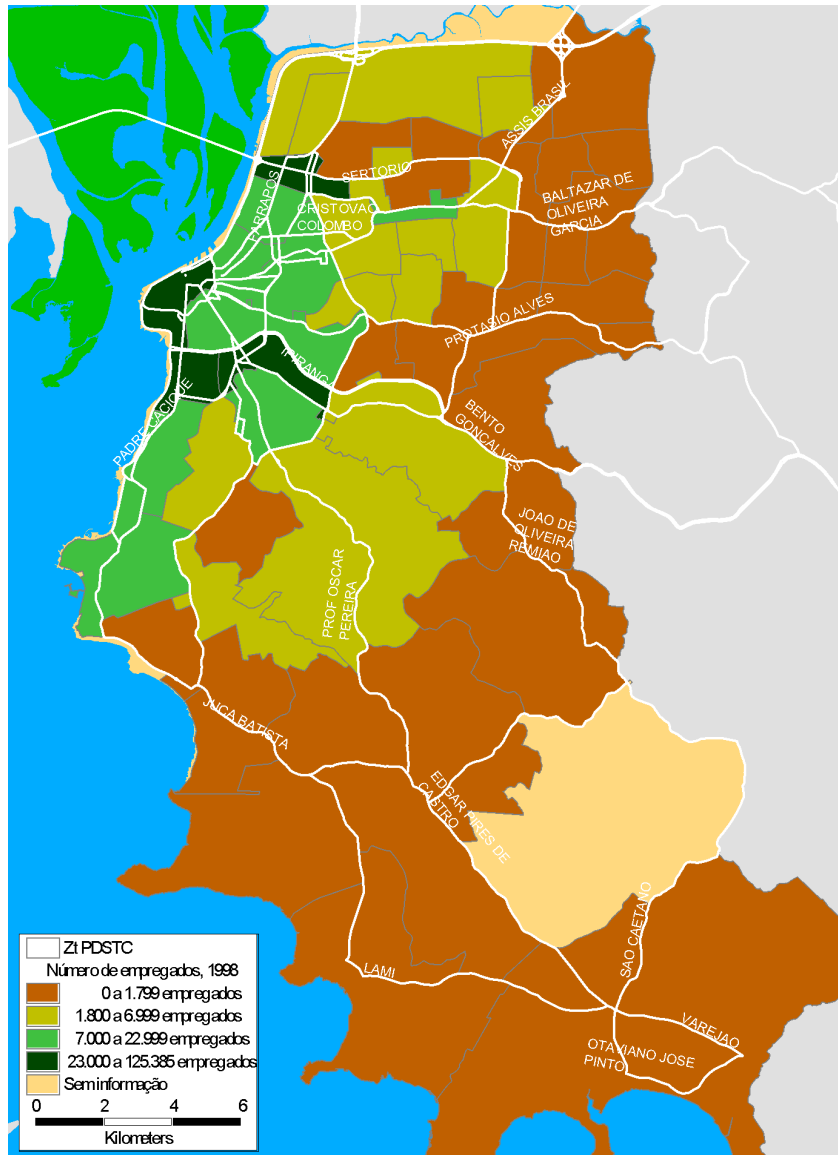 ASSIS BRASIL
SERTORIO
BALTAZAR DE
OLIVEIRA
GARCIA
FARRAPOS
CRISTOVAO
COLOMBO
PROTASIO ALVES
IPIRANGA
PADRE CACIQUE
BENTO
GONCALVES
JOAO DE
OLIVEIRA
REMIAO
PROF OSCAR
PEREIRA
JUCA BATISTA
EDGAR PIRES DE
CASTRO
SAO CAETANO
LAMI
VAREJAO
OTAVIANO JOSE
PINTO
Zt PDSTC
Número de empregados, 1998
0 a 1.799 empregados
1.800 a 6.999 empregados
7.000 a 22.999 empregados
23.000 a 125.385 empregados
Sem informação
0 2 4 6
Kilometers